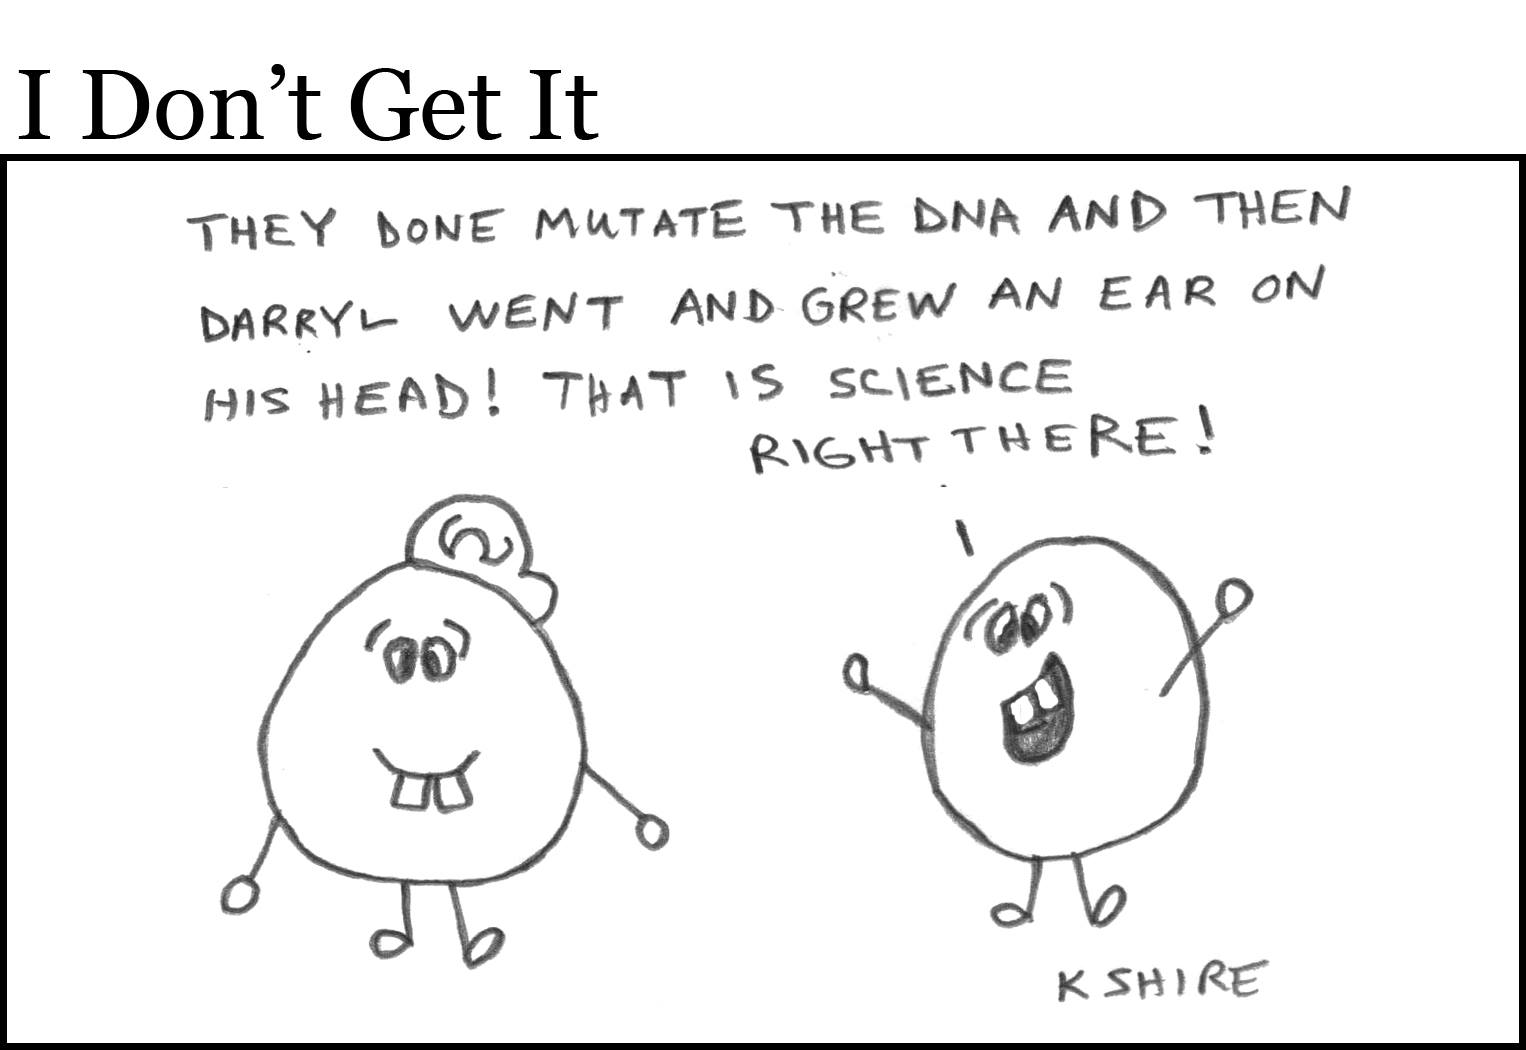 I Don’t Get It
THEY DONE MUTATE THE DNA AND THEN
DARRYL WENT AND GREW AN EAR ON
HIS HEAD! THAT IS SCIENCE
RIGHT THERE!
K SHIRE